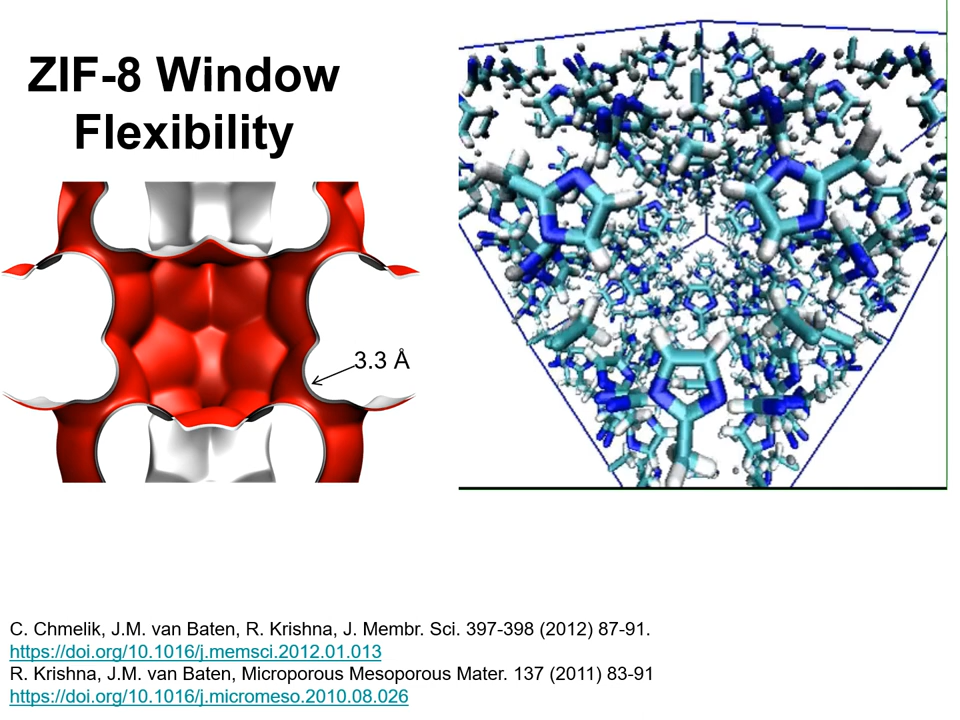 ZIF-8 Window
Flexibility
3.3 Å
C. Chmelik, J.M. van Baten, R. Krishna, J. Membr. Sci. 397-398 (2012) 87-91.
https://doi.org/10.1016/j.memsci.2012.01.013
R. Krishna, J.M. van Baten, Microporous Mesoporous Mater. 137 (2011) 83-91
https://doi.org/10.1016/j.micromeso.2010.08.026